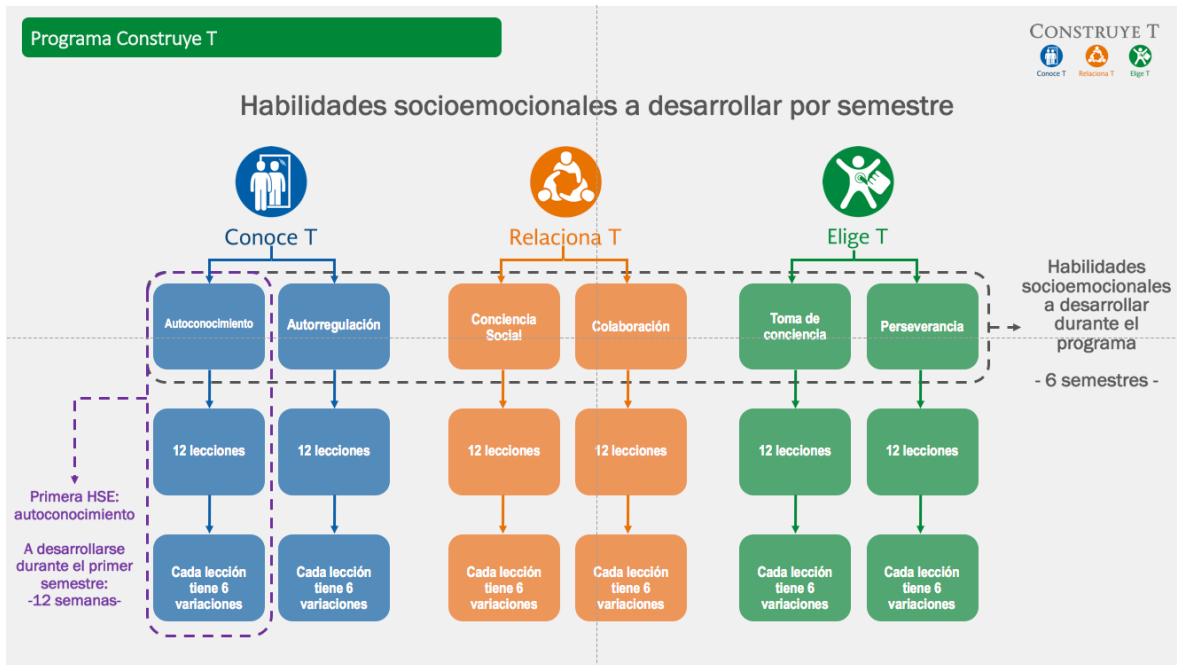 Programa Construye T
CONSTRUYE T
Conoce T
Relaciona T
Elige T
Habilidades socioemocionales a desarrollar por semestre
Conoce T
Relaciona T
Elige T
Autoconocimiento
Autorregulación
Conciencia
Social
Colaboración
Toma de
conciencia
Perseverancia
Habilidades
socioemocionales
a desarrollar
durante el
programa
- 6 semestres -
12 lecciones
12 lecciones
12 lecciones
12 lecciones
12 lecciones
12 lecciones
Primera HSE:
autoconocimiento
A desarrollarse
durante el primer
semestre:
-12 semanas-
Cada lección
tiene 6
variaciones
Cada lección
tiene 6
variaciones
Cada lección
tiene 6
variaciones
Cada lección
tiene 6
variaciones
Cada lección
tiene 6
variaciones
Cada lección
tiene 6
variaciones